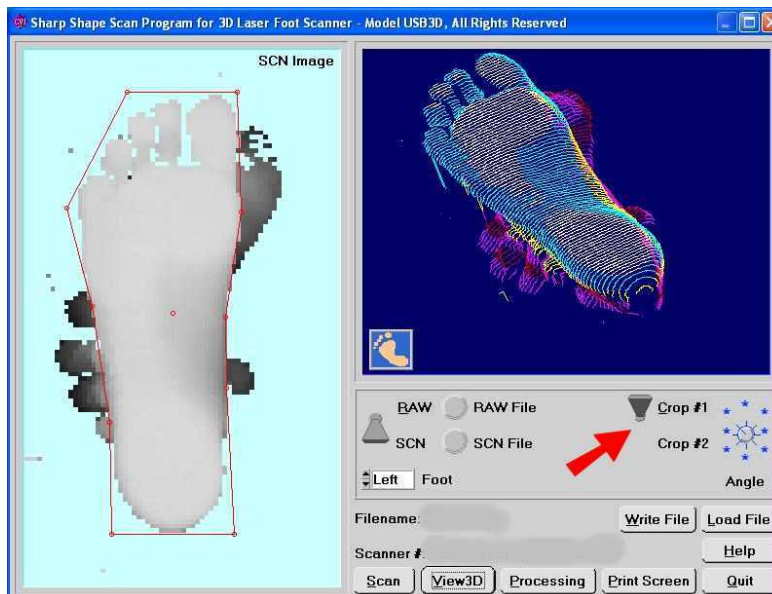 Sharp Shape Scan Program for 3D Laser Foot Scanner - Model USB3D, All Rights Reserved
SCN Image
RAW RAW File Crop #1
SCN SCN File Crop #2
Left Foot Angle
Filename: Write File Load File
Scanner #: Help
Scan View3D Processing Print Screen Quit